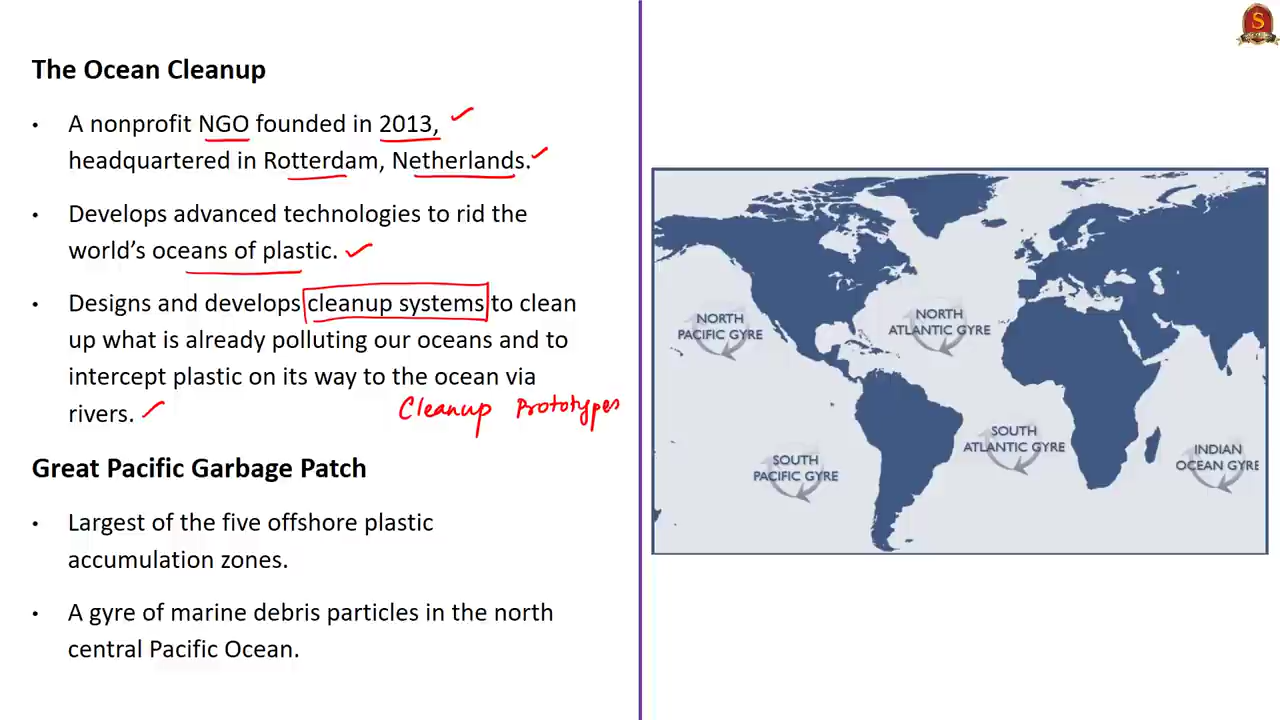 The Ocean Cleanup
• A nonprofit NGO founded in 2013,
headquartered in Rotterdam, Netherlands.
• Develops advanced technologies to rid the
world's oceans of plastic.
• Designs and develops cleanup systems to clean
up what is already polluting our oceans and to
intercept plastic on its way to the ocean via
rivers.
Cleanup Prototypes
Great Pacific Garbage Patch
• Largest of the five offshore plastic
accumulation zones.
• A gyre of marine debris particles in the north
central Pacific Ocean.
NORTH
PACIFIC GYRE
NORTH
ATLANTIC GYRE
SOUTH
PACIFIC GYRE
SOUTH
ATLANTIC GYRE
INDIAN
OCEAN GYRE
S